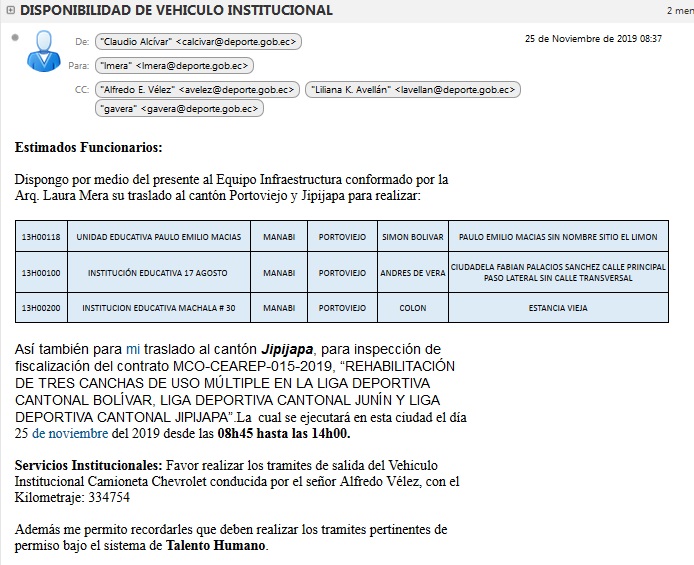 DISPONIBILIDAD DE VEHICULO INSTITUCIONAL
2 men
De: "Claudio Alcívar" <calcivar@deporte.gob.ec>
25 de Noviembre de 2019 08:37
Para: "lmera" <lmera@deporte.gob.ec>
CC: "Alfredo E. Vélez" <avelez@deporte.gob.ec> "Liliana K. Avellán" <lavellan@deporte.gob.ec>
"gavera" <gavera@deporte.gob.ec>
Estimados Funcionarios:
Dispongo por medio del presente al Equipo Infraestructura conformado por la
Arq. Laura Mera su traslado al cantón Portoviejo y Jipijapa para realizar:
13H00118 UNIDAD EDUCATIVA PAULO EMILIO MACIAS MANABI PORTOVIEJO SIMON BOLIVAR PAULO EMILIO MACIAS SIN NOMBRE SITIO EL LIMON
13H00100 INSTITUCIÓN EDUCATIVA 17 AGOSTO MANABI PORTOVIEJO ANDRES DE VERA CIUDADELA FABIAN PALACIOS SANCHEZ CALLE PRINCIPAL
PASO LATERAL SIN CALLE TRANSVERSAL
13H00200 INSTITUCION EDUCATIVA MACHALA # 30 MANABI PORTOVIEJO COLON ESTANCIA VIEJA
Así también para mi traslado al cantón Jipijapa, para inspección de
fiscalización del contrato MCO-CEAREP-015-2019, “REHABILITACIÓN
DE TRES CANCHAS DE USO MÚLTIPLE EN LA LIGA DEPORTIVA
CANTONAL BOLÍVAR, LIGA DEPORTIVA CANTONAL JUNÍN Y LIGA
DEPORTIVA CANTONAL JIPIJAPA”.La cual se ejecutará en esta ciudad el día
25 de noviembre del 2019 desde las 08h45 hasta las 14h00.
Servicios Institucionales: Favor realizar los tramites de salida del Vehiculo
Institucional Camioneta Chevrolet conducida por el señor Alfredo Vélez, con el
Kilometraje: 334754
Además me permito recordarles que deben realizar los tramites pertinentes de
permiso bajo el sistema de Talento Humano.